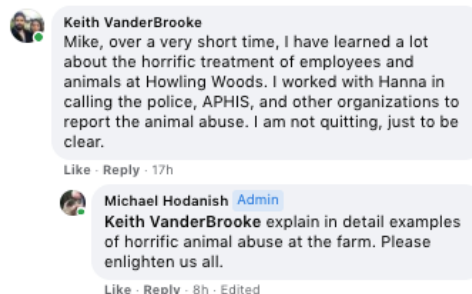 Keith VanderBrooke
Mike, over a very short time, I have learned a lot
about the horrific treatment of employees and
animals at Howling Woods. I worked with Hanna in
calling the police, APHIS, and other organizations to
report the animal abuse. I am not quitting, just to be
clear.
Like · Reply · 17h
Michael Hodanish Admin
Keith VanderBrooke explain in detail examples
of horrific animal abuse at the farm. Please
enlighten us all.
Like · Reply · 8h · Edited